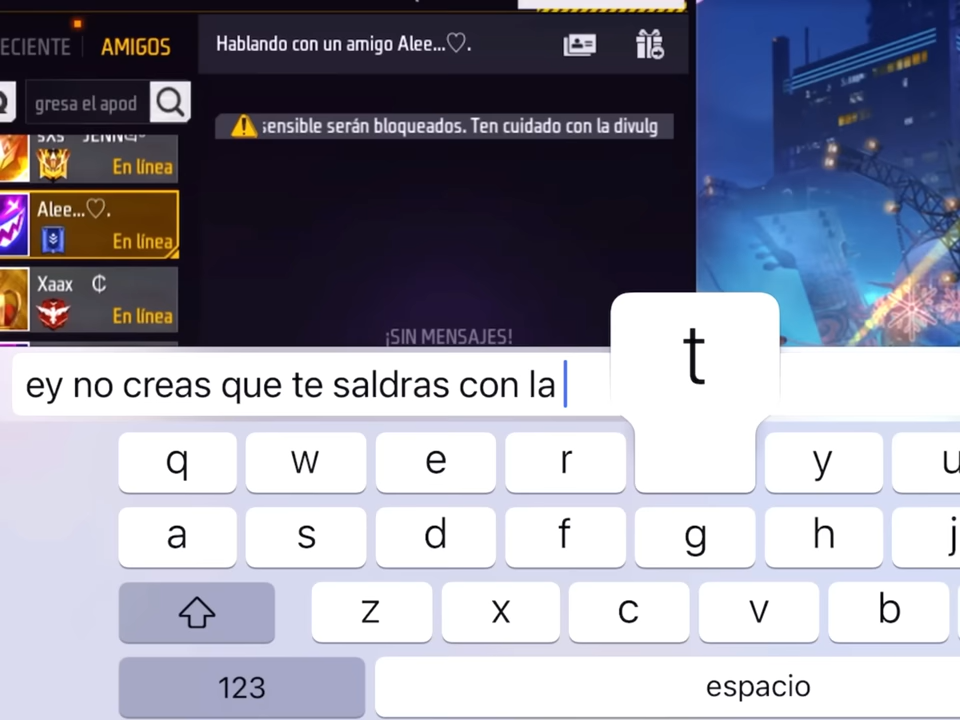 ECIENTE
AMIGOS
Hablando con un amigo Alee...♡.
gresa el apod
sensible serán bloqueados. Ten cuidado con la divulg
En línea
Alee...♡.
En línea
Xaax ₵
En línea
¡SIN MENSAJES!
ey no creas que te saldras con la
t
q w e r y u
a s d f g h j
z x c v b
123 espacio